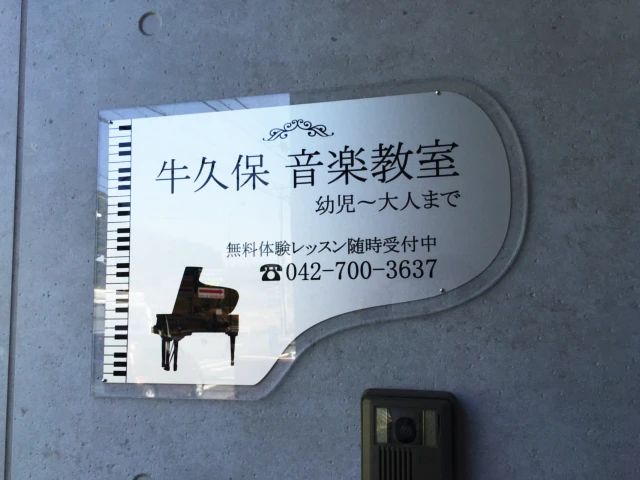 牛久保 音楽教室
幼児～大人まで
無料体験レッスン随時受付中
☎042-700-3637